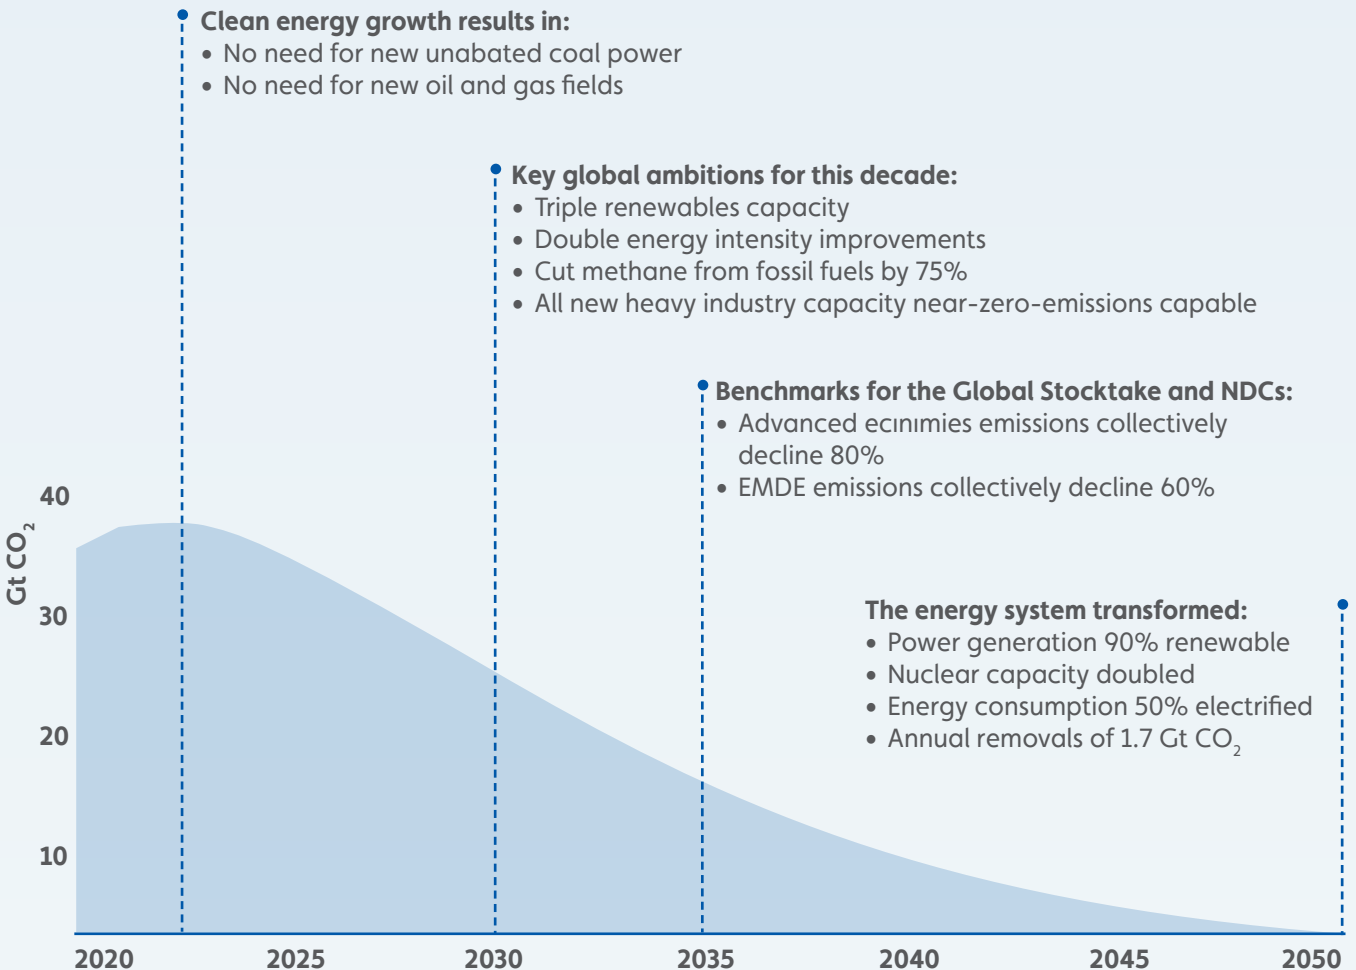 Clean energy growth results in:
• No need for new unabated coal power
• No need for new oil and gas fields
Key global ambitions for this decade:
• Triple renewables capacity
• Double energy intensity improvements
• Cut methane from fossil fuels by 75%
• All new heavy industry capacity near-zero-emissions capable
Benchmarks for the Global Stocktake and NDCs:
• Advanced ecınımies emissions collectively
decline 80%
• EMDE emissions collectively decline 60%
The energy system transformed:
• Power generation 90% renewable
• Nuclear capacity doubled
• Energy consumption 50% electrified
• Annual removals of 1.7 Gt CO₂
Gt CO₂
40
30
20
10
2020 2025 2030 2035 2040 2045 2050